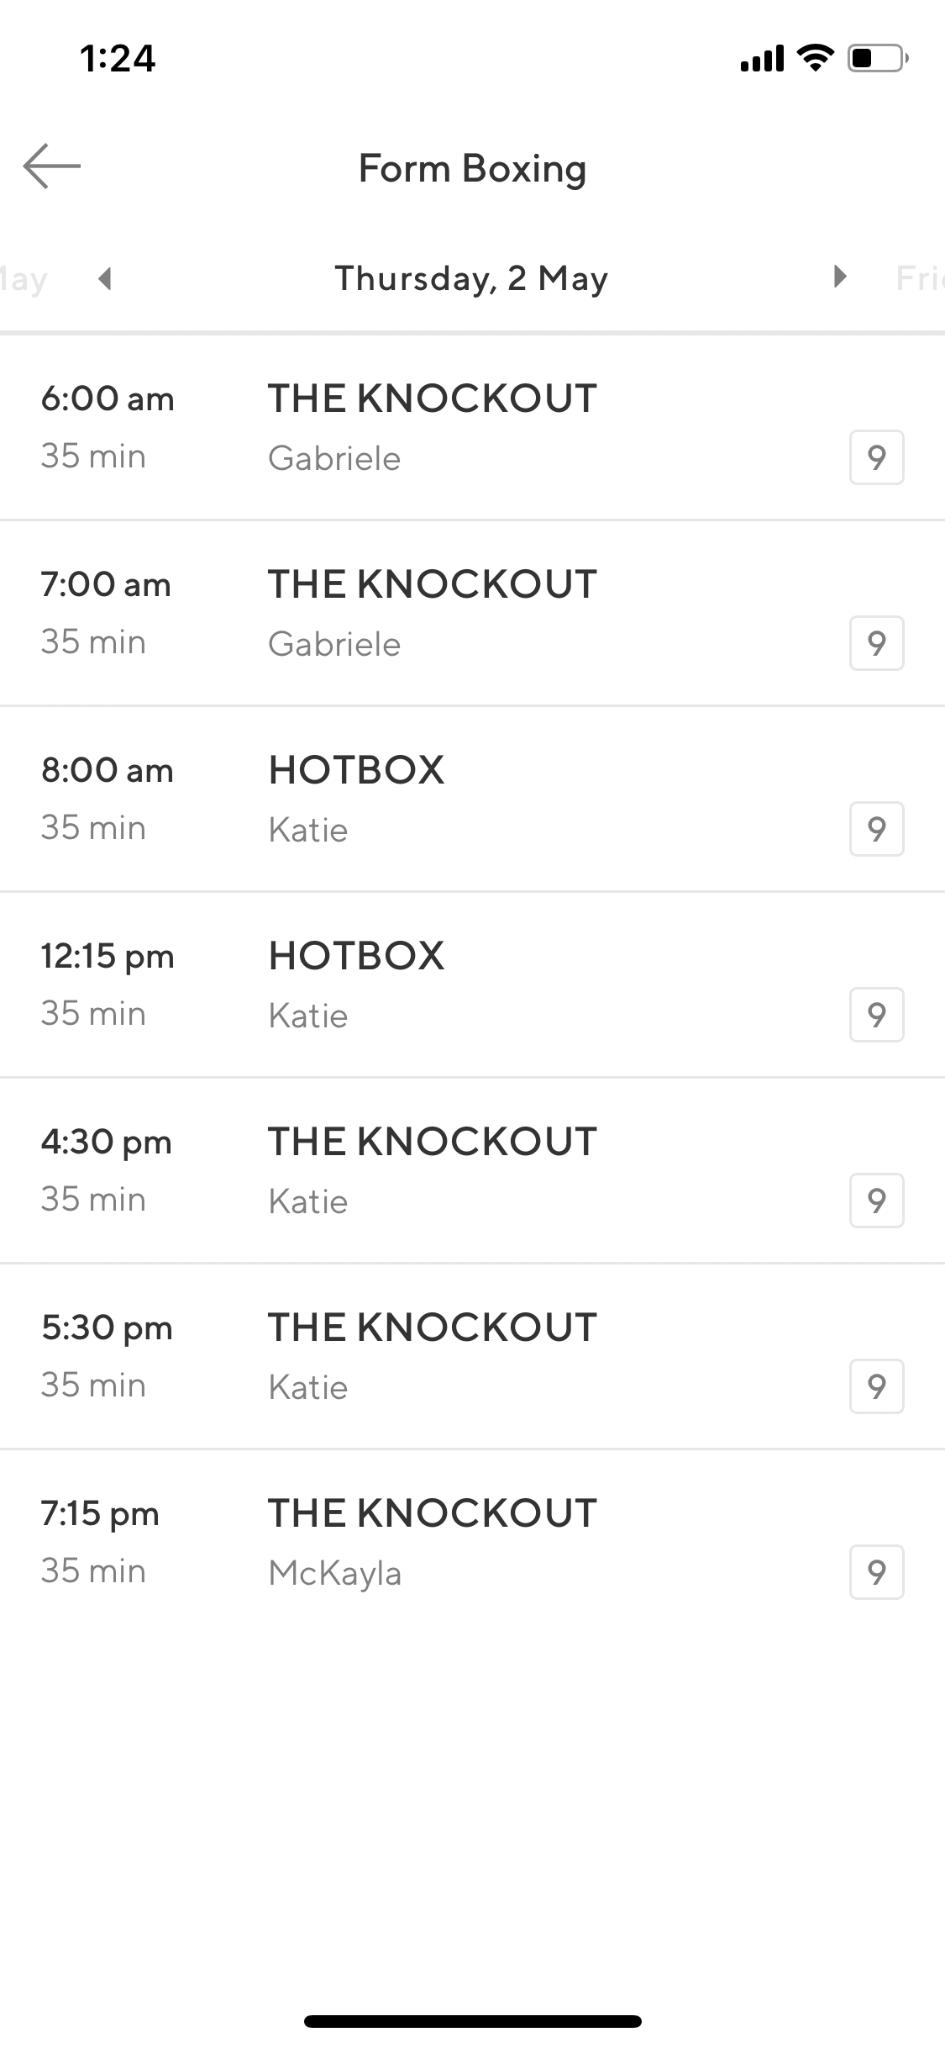 1:24
Form Boxing
May Thursday, 2 May Fri
6:00 am THE KNOCKOUT
35 min Gabriele 9
7:00 am THE KNOCKOUT
35 min Gabriele 9
8:00 am HOTBOX
35 min Katie 9
12:15 pm HOTBOX
35 min Katie 9
4:30 pm THE KNOCKOUT
35 min Katie 9
5:30 pm THE KNOCKOUT
35 min Katie 9
7:15 pm THE KNOCKOUT
35 min McKayla 9